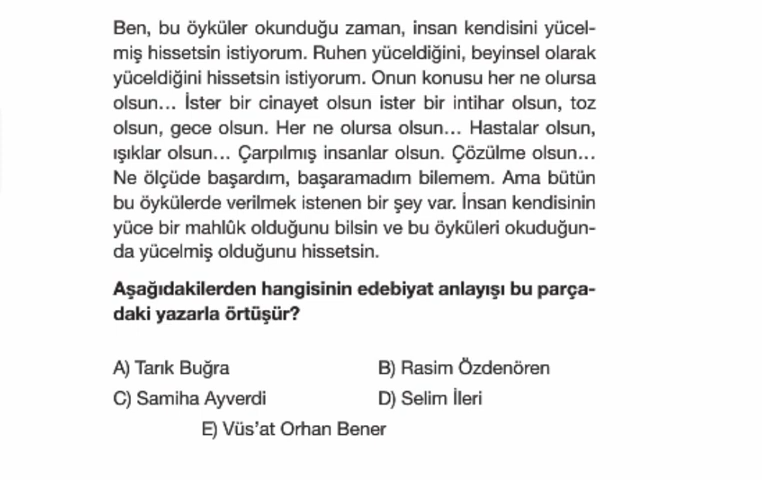 Ben, bu öyküler okunduğu zaman, insan kendisini yücel-
miş hissetsin istiyorum. Ruhen yüceldiğini, beyinsel olarak
yüceldiğini hissetsin istiyorum. Onun konusu her ne olursa
olsun... İster bir cinayet olsun ister bir intihar olsun, toz
olsun, gece olsun. Her ne olursa olsun... Hastalar olsun,
ışıklar olsun... Çarpılmış insanlar olsun. Çözülme olsun...
Ne ölçüde başardım, başaramadım bilemem. Ama bütün
bu öykülerde verilmek istenen bir şey var. İnsan kendisinin
yüce bir mahlûk olduğunu bilsin ve bu öyküleri okuduğun-
da yücelmiş olduğunu hissetsin.
Aşağıdakilerden hangisinin edebiyat anlayışı bu parça-
daki yazarla örtüşür?
A) Tarık Buğra B) Rasim Özdenören
C) Samiha Ayverdi D) Selim İleri
E) Vüs'at Orhan Bener